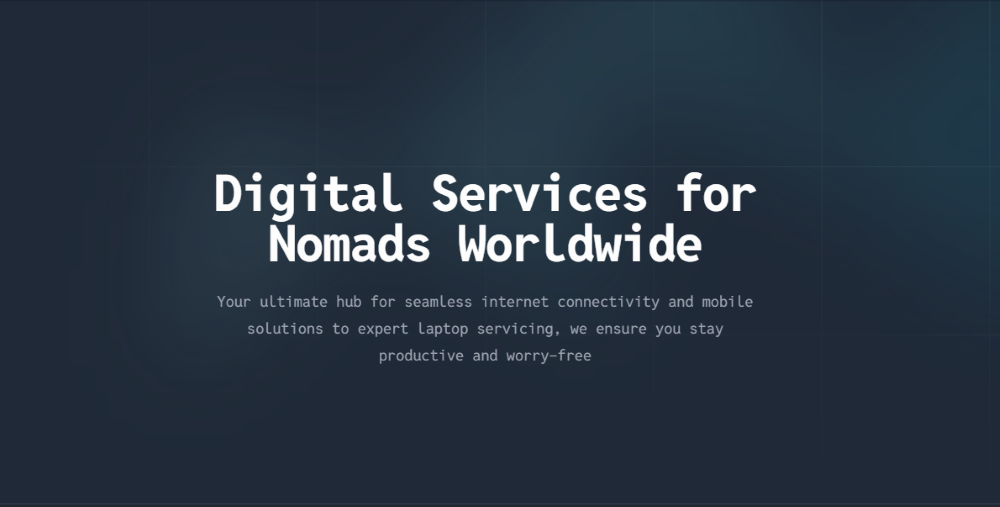 Digital Services for
Nomads Worldwide
Your ultimate hub for seamless internet connectivity and mobile
solutions to expert laptop servicing, we ensure you stay
productive and worry-free